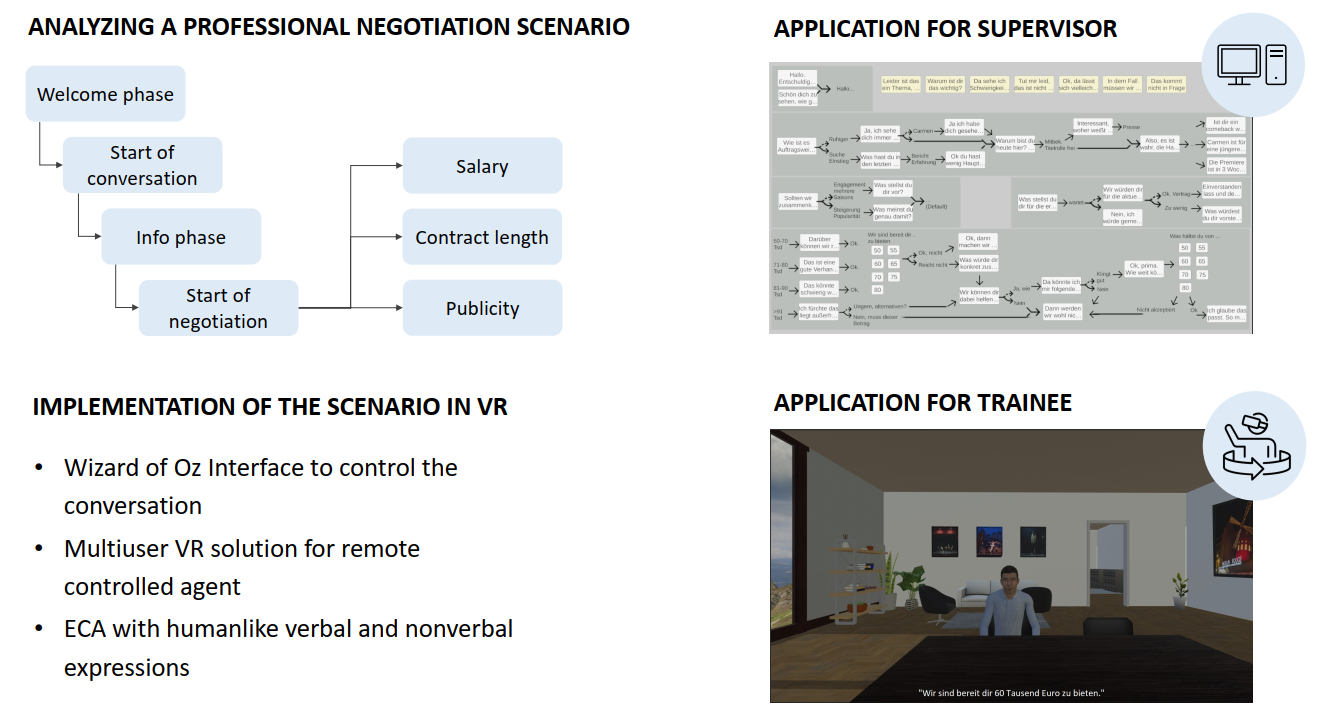 ANALYZING A PROFESSIONAL NEGOTIATION SCENARIO
Welcome phase
Start of
conversation
Info phase
Start of
negotiation
Salary
Contract length
Publicity
APPLICATION FOR SUPERVISOR
Hallo.
Entschuldig...
Schön dich zu
sehen, wie g...
Hallo...
Leider ist das
ein Thema, ...
Warum ist dir
das wichtig?
Da sehe ich
Schwierigkei...
Tut mir leid,
das ist nicht ...
Ok, da lässt
sich vielleich...
In dem Fall
müssen wir ...
Das kommt
nicht in Frage
Wie ist es
Auftragswei...
Ruhiger
Suche
Einstieg
Ja, ich sehe
dich immer ...
Was hast du in
den letzten ...
Carmen
Bericht
Erfahrung
Ja ich habe
dich gesehe...
Ok du hast
wenig Haupt...
Warum bist du
heute hier? ...
Mitbek.
Titelrolle frei
Interessant,
woher weißt ...
Presse
Also, es ist
wahr, die Ha...
Ist dir ein
comeback w...
Carmen ist für
eine jüngere...
Die Premiere
ist in 3 Woc...
Sollten wir
zusammenk...
Engagement
mehrere
Saisons
Steigerung
Popularität
Was stellst du
dir vor?
Was meinst du
genau damit?
(Default)
Was stellst du
dir für die er...
wartet
Wir würden dir
für die aktue...
Nein, ich
würde gerne...
Ok, Vertrag
Zu wenig
Einverstanden
lass und de...
Was würdest
du dir vorste...
50-70
Tsd
Darüber
können wir r...
Ok.
71-80
Tsd
Das ist eine
gute Verhan...
Ok.
81-90
Tsd
Das könnte
schwierig w...
Ok.
>91
Tsd
Ich fürchte das
liegt außerh...
Wir sind bereit dir ...
zu bieten
50 55
60 65
70 75
80
Ungern, alternativen?
Nein, muss dieser
Betrag
Ok, reicht
Reicht nicht
Ok, dann
machen wir ...
Was würde dir
konkret zus...
Wir können dir
dabei helfen...
Ja, wie
Nein
Da könnte ich
mir folgende...
Dann werden
wir wohl nic...
Klingt
gut
Nein
Ok, prima.
Wie weit kö...
Was hältst du von ...
50 55
60 65
70 75
80
Nicht akzeptiert
Ok
Ich glaube das
passt. So m...
IMPLEMENTATION OF THE SCENARIO IN VR
• Wizard of Oz Interface to control the
conversation
• Multiuser VR solution for remote
controlled agent
• ECA with humanlike verbal and nonverbal
expressions
APPLICATION FOR TRAINEE
"Wir sind bereit dir 60 Tausend Euro zu bieten."